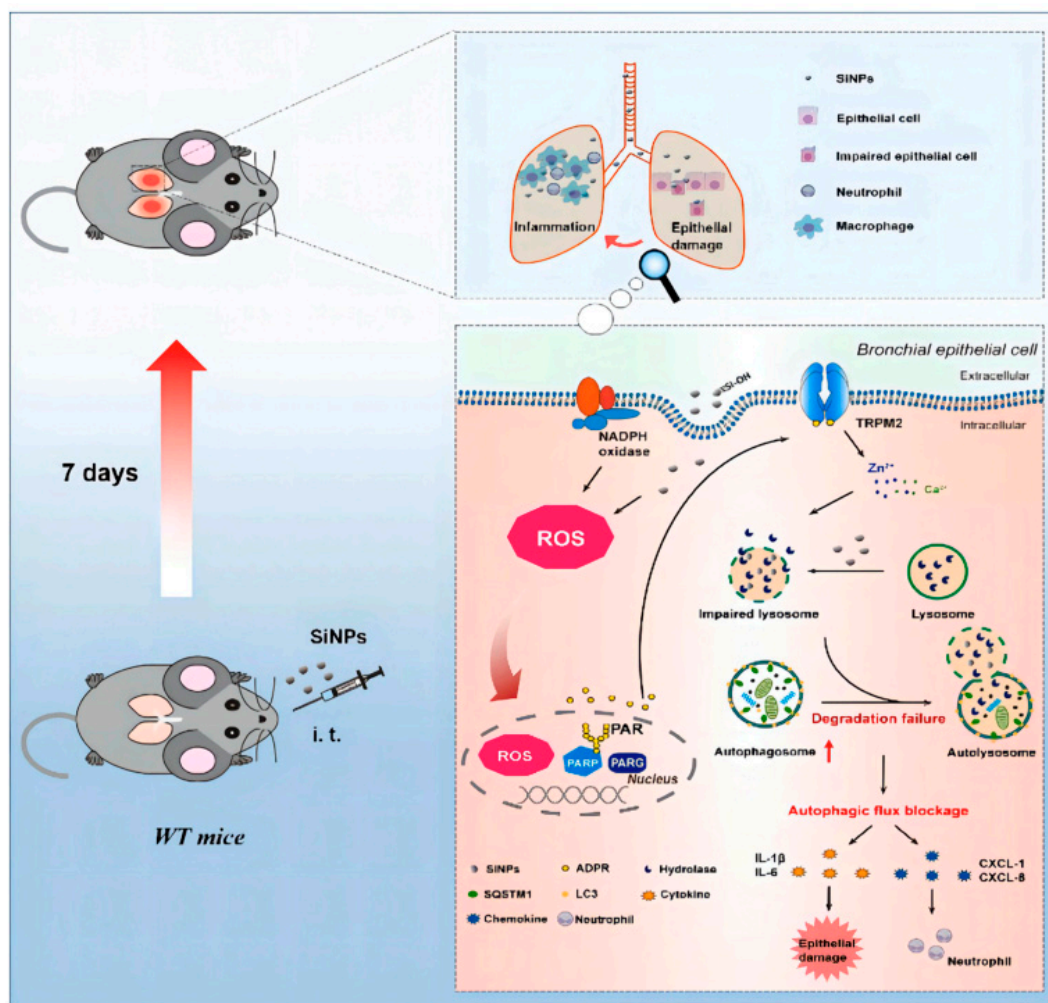 SiNPs
Epithelial cell
Impaired epithelial cell
Neutrophil
Macrophage
Infammation
Epithelial
damage
7 days
SiNPs
i. t.
WT mice
Bronchial epithelial cell
Extracellular
Intracellular
NADPH
oxidase
TRPM2
Zn²⁺
Ca²⁺
ROS
Impaired lysosome
Lysosome
Autophagosome
Degradation failure
Autolysosome
PAR
ROS
PARP
PARG
Nucleus
Autophagic flux blockage
IL-1β
IL-6
CXCL-1
CXCL-8
SiNPs
ADPR
Hydrolase
SQSTM1
LC3
Cytokine
Chemokine
Neutrophil
Epithelial
damage
Neutrophil